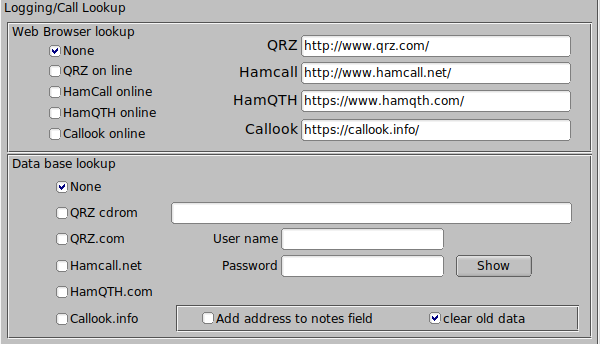 Logging/Call Lookup
Web Browser lookup
None
QRZ on line
HamCall online
HamQTH online
Callook online
QRZ http://www.qrz.com/
Hamcall http://www.hamcall.net/
HamQTH https://www.hamqth.com/
Callook https://callook.info/
Data base lookup
None
QRZ cdrom
QRZ.com User name
Hamcall.net Password Show
HamQTH.com
Callook.info Add address to notes field clear old data